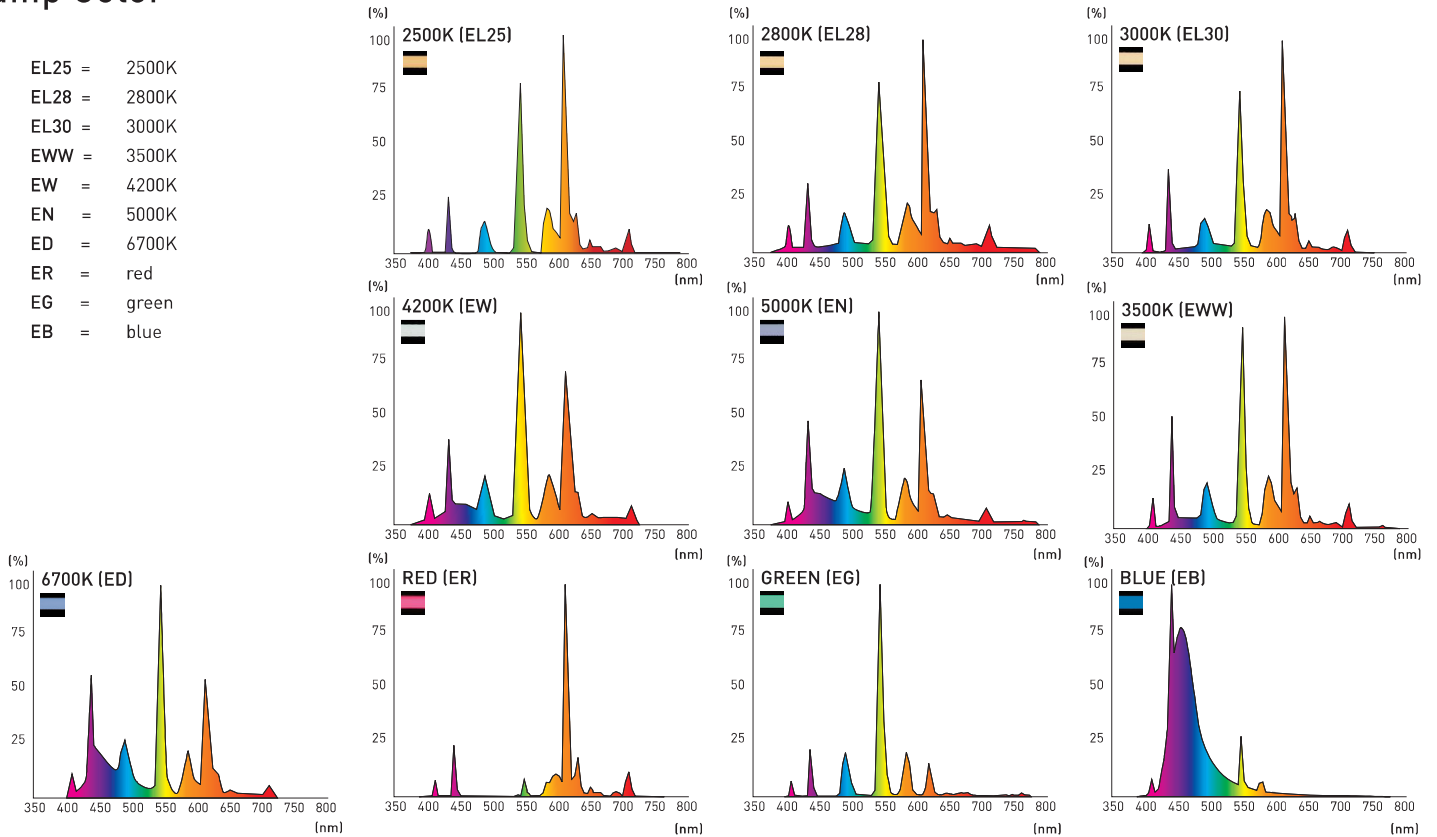 EL25 = 2500K
EL28 = 2800K
EL30 = 3000K
EWW = 3500K
EW = 4200K
EN = 5000K
ED = 6700K
ER = red
EG = green
EB = blue
(%)
2500K (EL25)
100
75
50
25
350 400 450 500 550 600 650 700 750 800
(nm)
(%)
2800K (EL28)
100
75
50
25
350 400 450 500 550 600 650 700 750 800
(nm)
(%)
3000K (EL30)
100
75
50
25
350 400 450 500 550 600 650 700 750 800
(nm)
(%)
4200K (EW)
100
75
50
25
350 400 450 500 550 600 650 700 750 800
(nm)
(%)
5000K (EN)
100
75
50
25
350 400 450 500 550 600 650 700 750 800
(nm)
(%)
3500K (EWW)
100
75
50
25
350 400 450 500 550 600 650 700 750 800
(nm)
(%)
6700K (ED)
100
75
50
25
350 400 450 500 550 600 650 700 750 800
(nm)
(%)
RED (ER)
100
75
50
25
350 400 450 500 550 600 650 700 750 800
(nm)
(%)
GREEN (EG)
100
75
50
25
350 400 450 500 550 600 650 700 750 800
(nm)
(%)
BLUE (EB)
100
75
50
25
350 400 450 500 550 600 650 700 750 800
(nm)